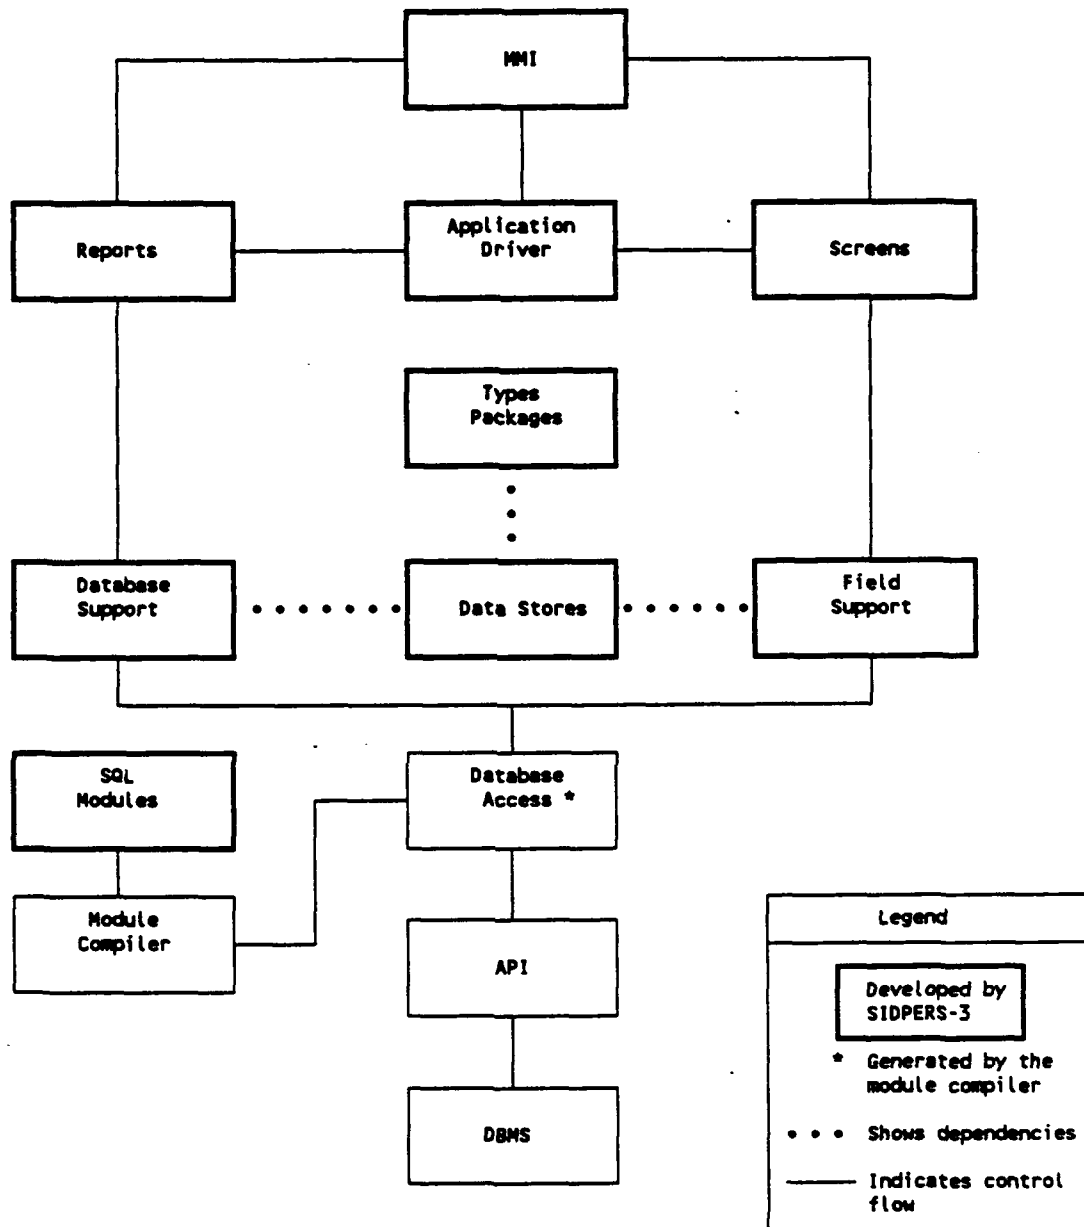 MMI
Reports
Application
Driver
Screens
Types
Packages
Database
Support
Data Stores
Field
Support
SQL
Modules
Database
Access *
Module
Compiler
API
DBMS
Legend
Developed by
SIDPERS-3
* Generated by the
module compiler
• • • Shows dependencies
Indicates control
flow